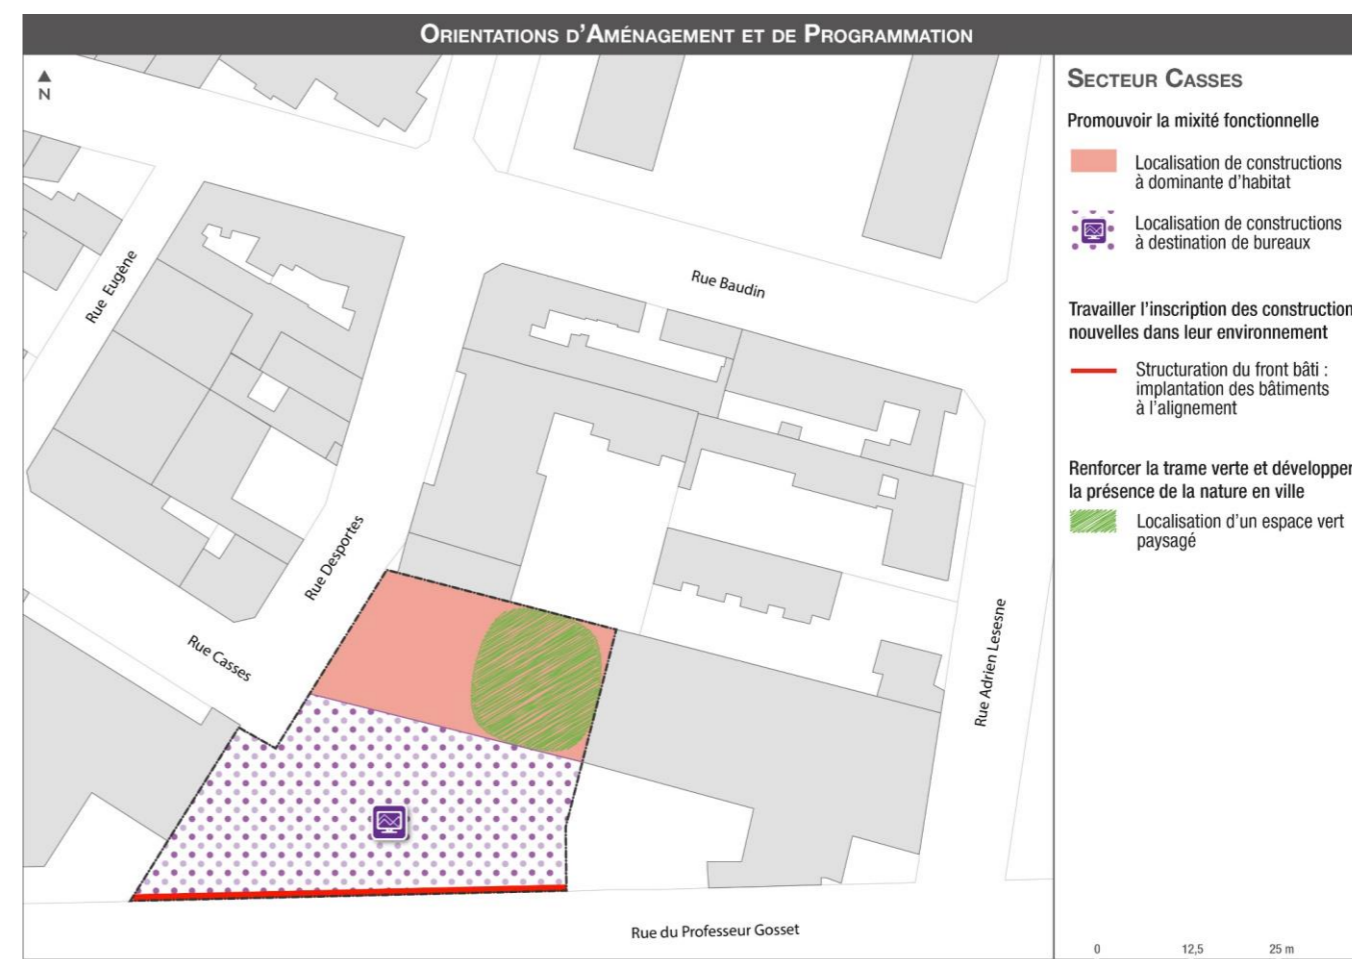 ORIENTATIONS D'AMÉNAGEMENT ET DE PROGRAMMATION
N
Rue Eugène
Rue Baudin
Rue Desportes
Rue Casses
Rue Adrien Lesesne
Rue du Professeur Gosset
SECTEUR CASSES
Promouvoir la mixité fonctionnelle
Localisation de constructions
à dominante d'habitat
Localisation de constructions
à destination de bureaux
Travailler l'inscription des construction
nouvelles dans leur environnement
Structuration du front bâti :
implantation des bâtiments
à l'alignement
Renforcer la trame verte et développer
la présence de la nature en ville
Localisation d'un espace vert
paysagé
0 12,5 25 m